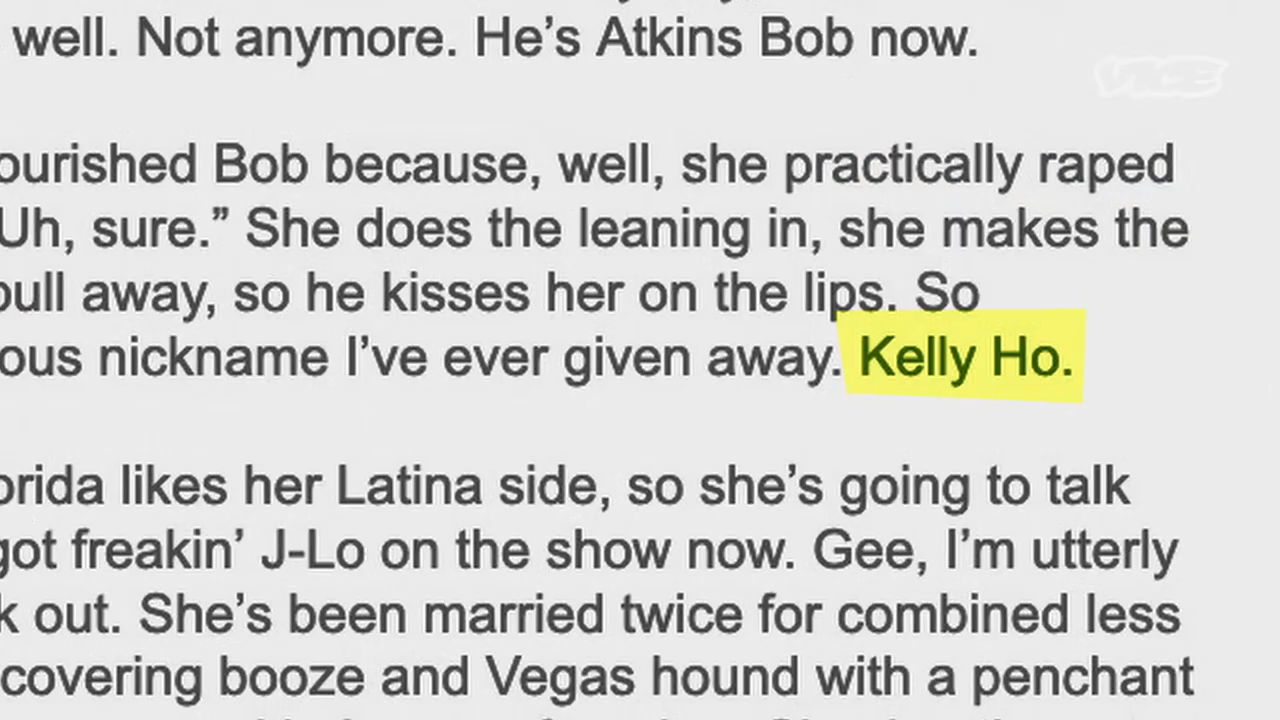 well. Not anymore. He's Atkins Bob now.
VICE
ourished Bob because, well, she practically raped
Uh, sure.” She does the leaning in, she makes the
pull away, so he kisses her on the lips. So
ous nickname I've ever given away. Kelly Ho.
orida likes her Latina side, so she's going to talk
got freakin' J-Lo on the show now. Gee, I'm utterly
k out. She's been married twice for combined less
covering booze and Vegas hound with a penchant